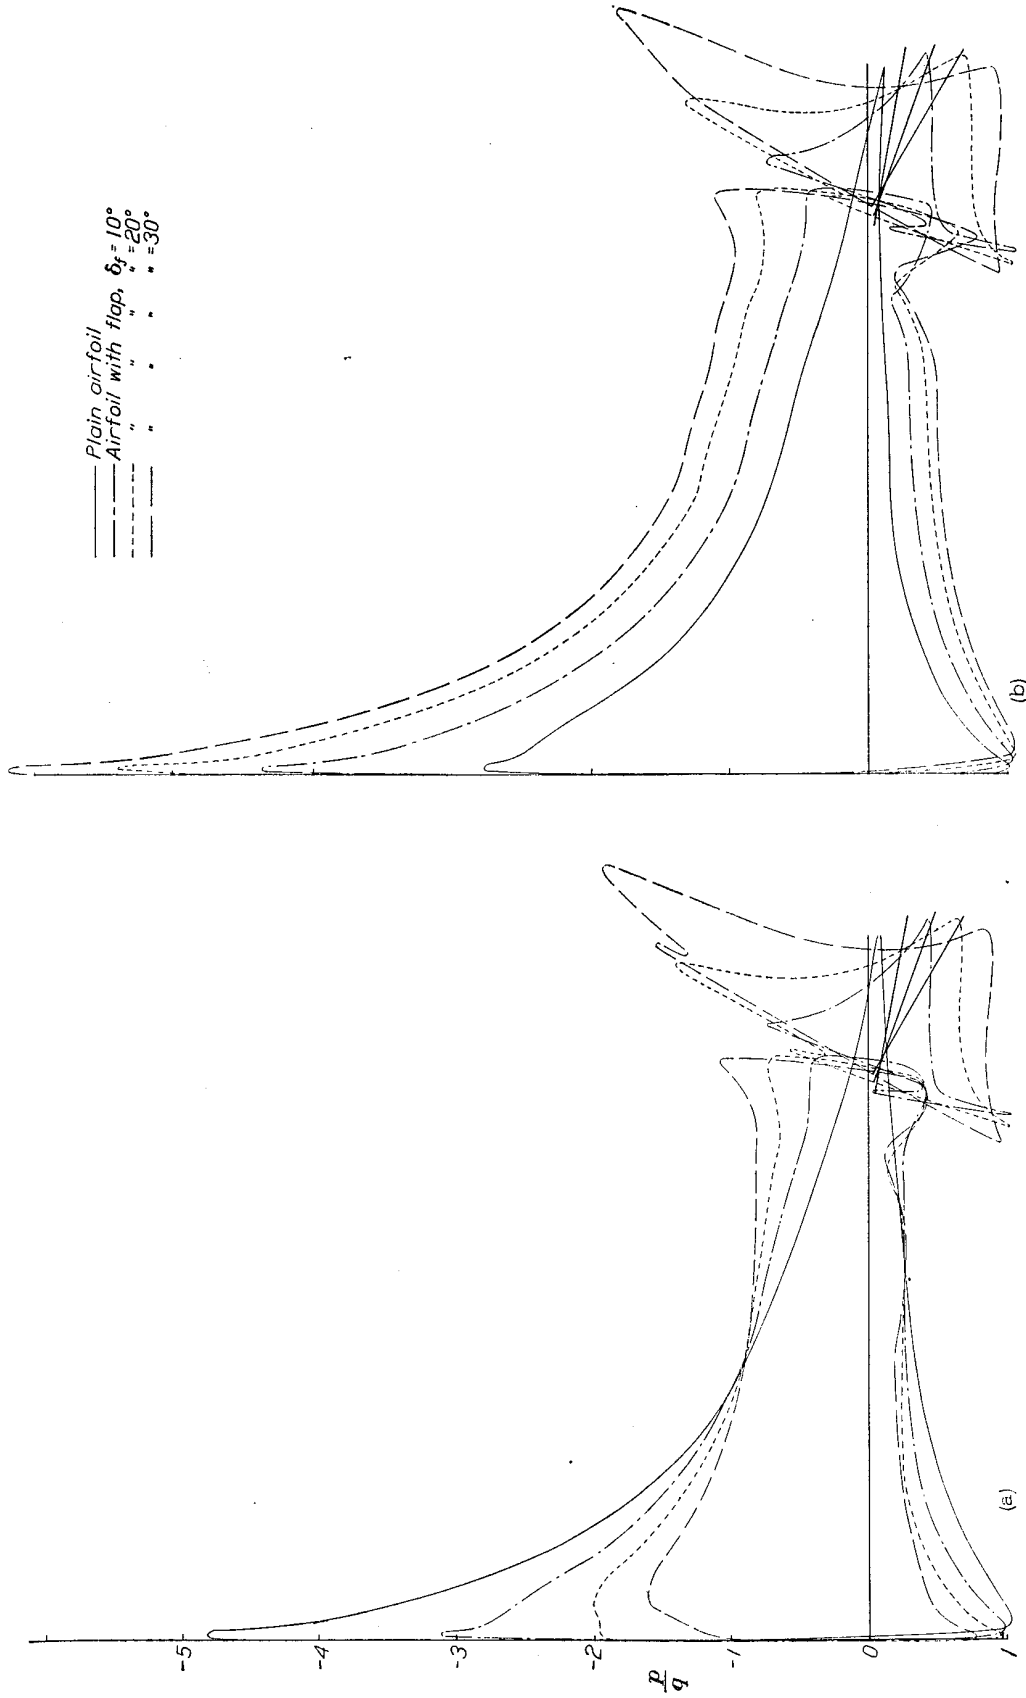 Plain airfoil
Airfoil with flap, δf = 10°
" " " " = 20°
" " " " = 30°
-5
-4
-3
-2
-1
0
1
p/q
(a)
(b)